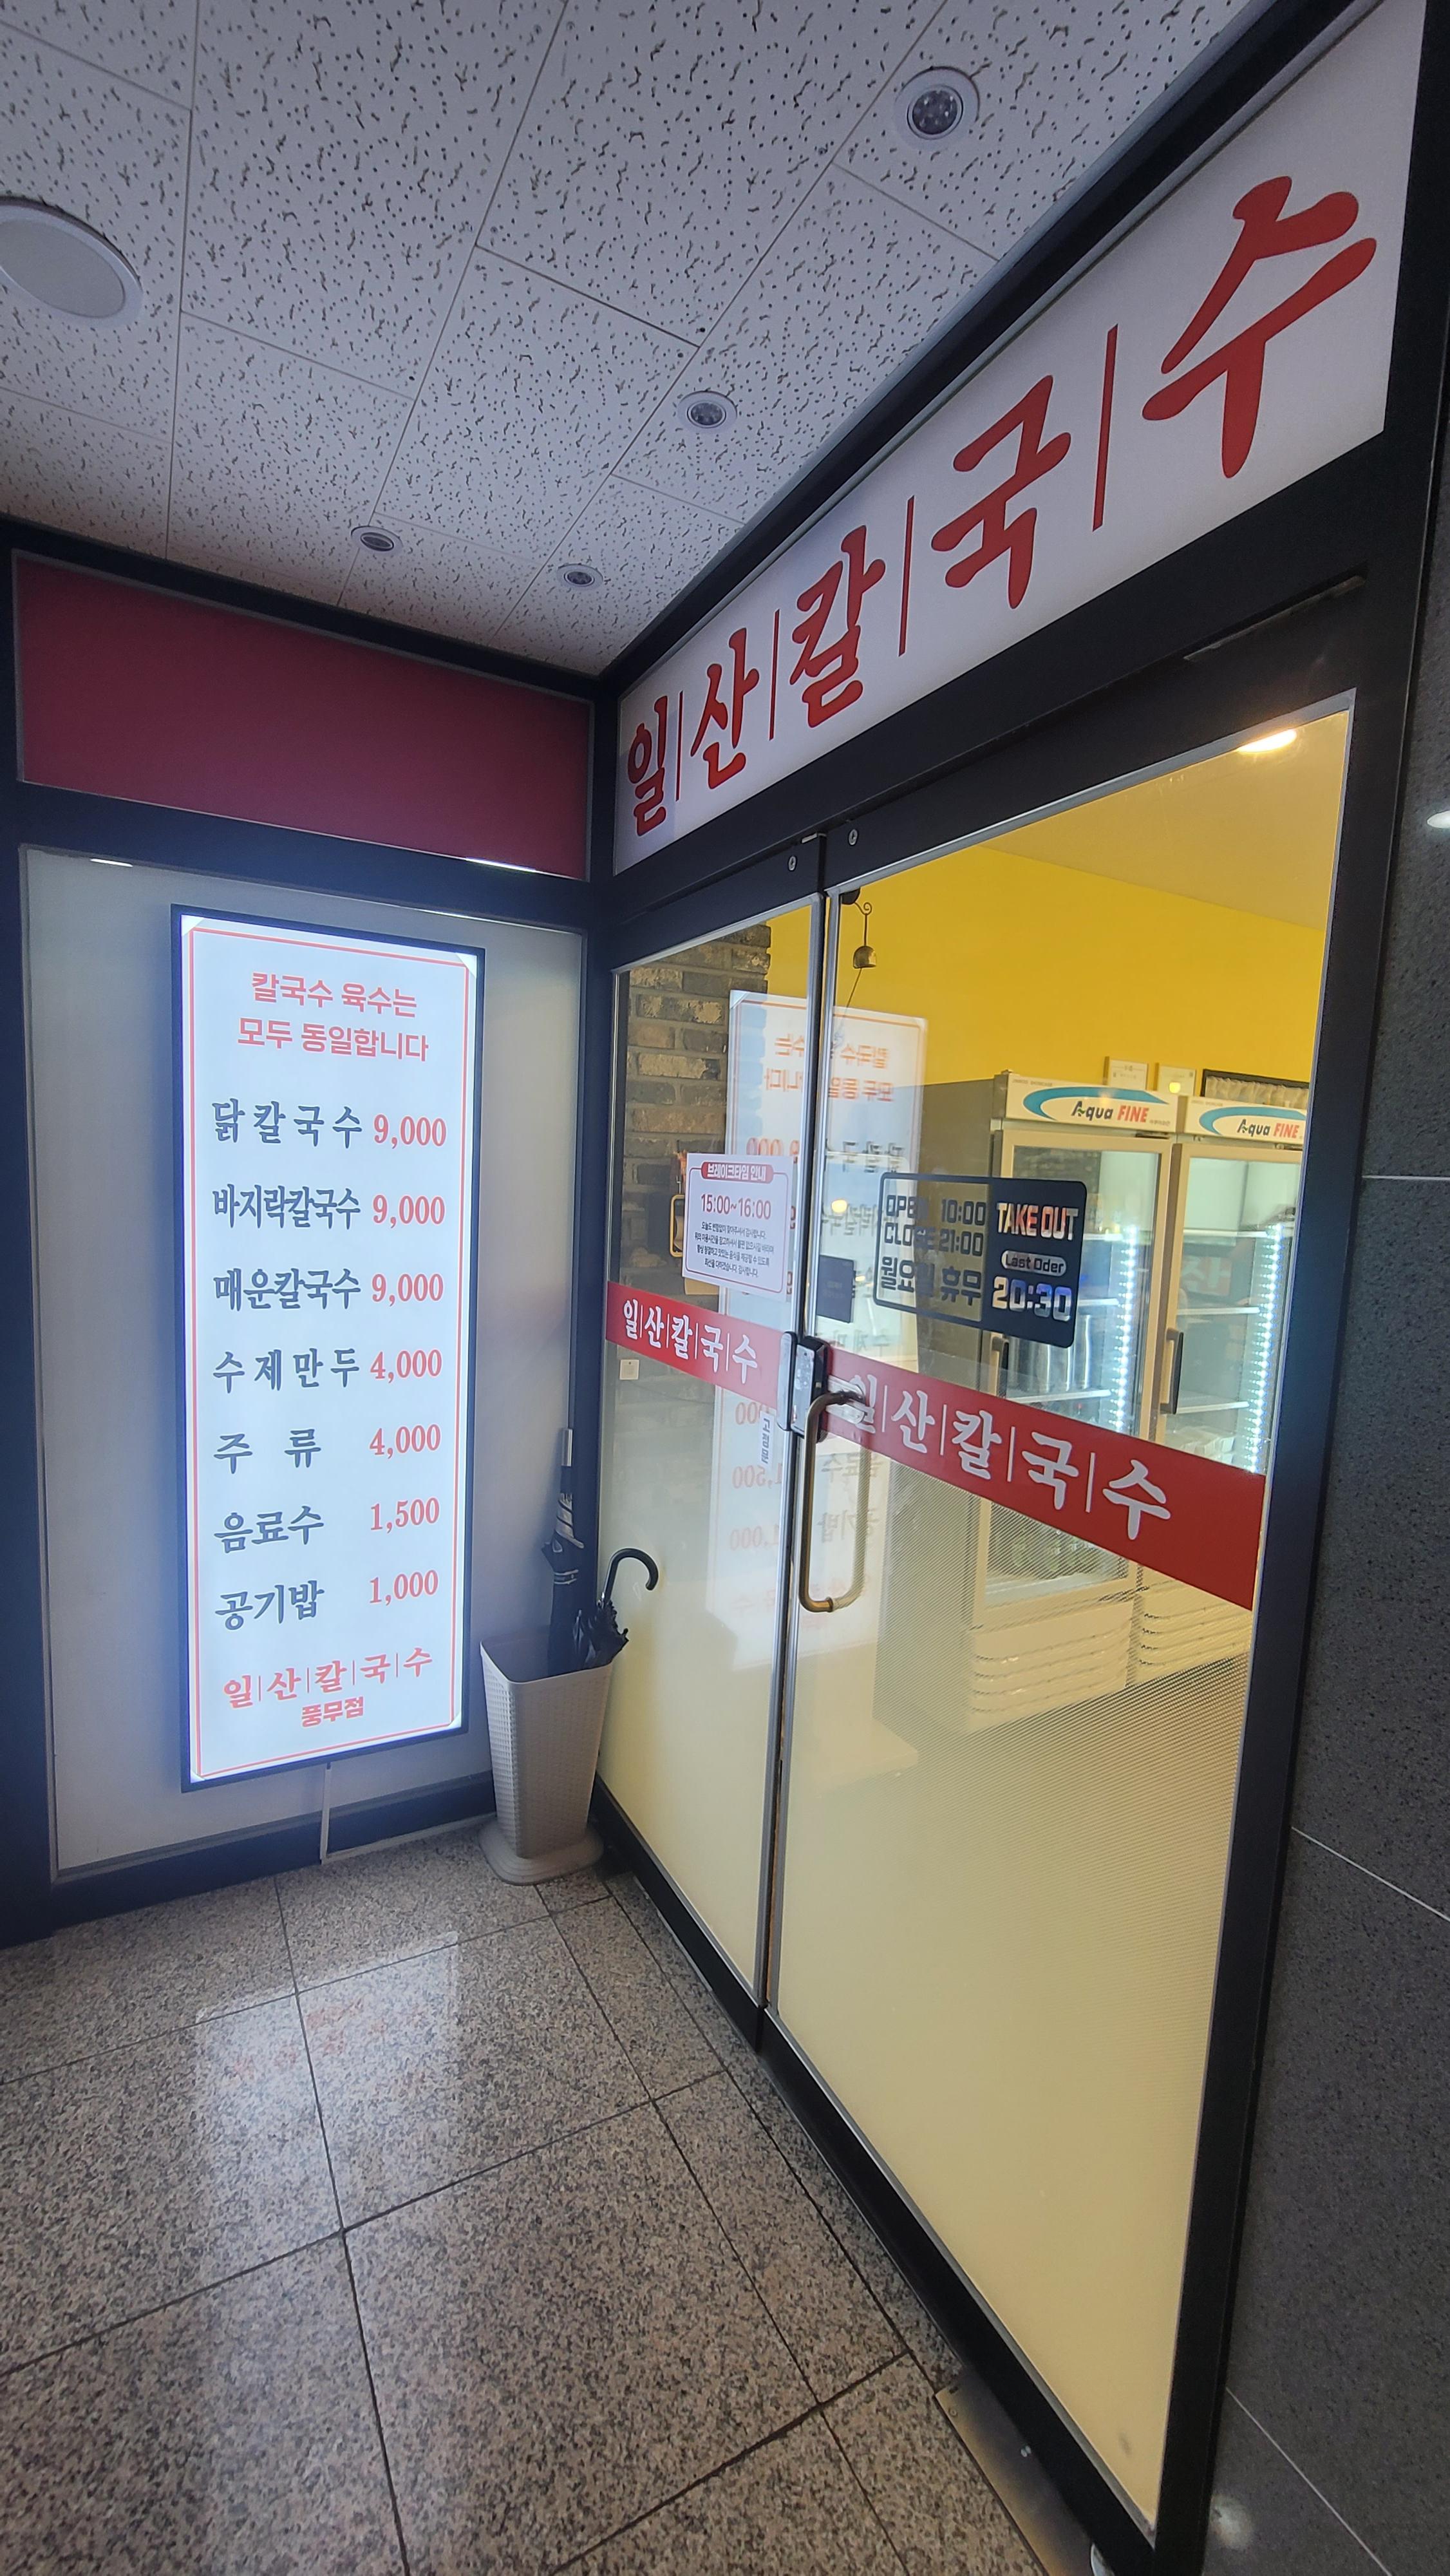 일|산|칼|국|수
칼국수 육수는
모두 동일합니다
닭칼국수 9,000
바지락칼국수 9,000
매운칼국수 9,000
수제만두 4,000
주 류 4,000
음료수 1,500
공기밥 1,000
일|산|칼|국|수
풍무점
브레이크타임 안내
15:00~16:00
OPEN 10:00
CLOSE 21:00
월요일 휴무
TAKE OUT
Last Oder
20:30
일|산|칼|국|수
일|산|칼|국|수
고정문
Aqua FINE
Aqua FINE